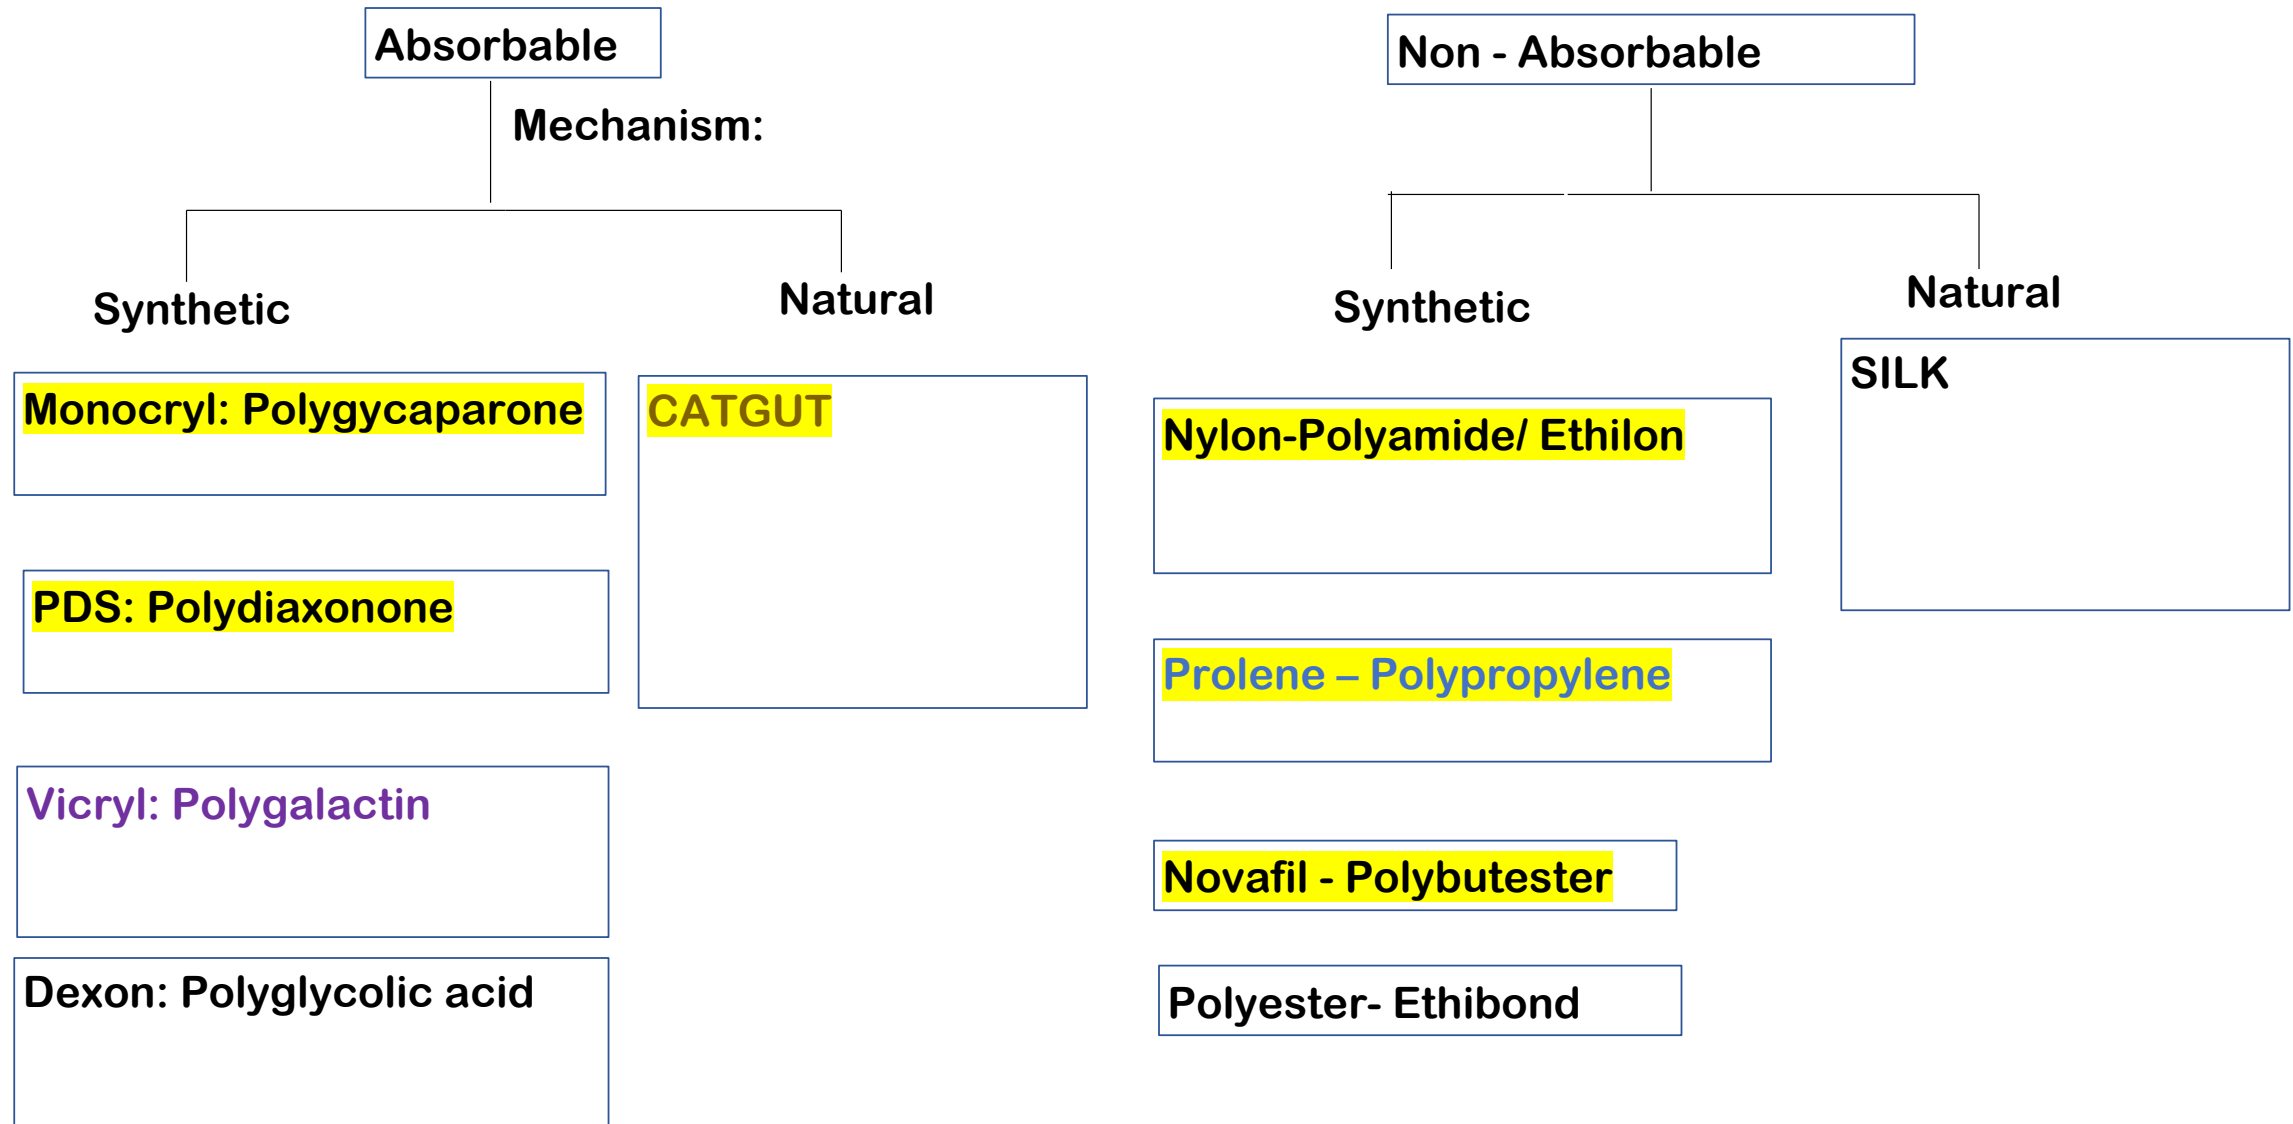 Absorbable
Mechanism:
Synthetic
Natural
Monocryl: Polygycaparone
PDS: Polydiaxonone
Vicryl: Polygalactin
Dexon: Polyglycolic acid
CATGUT
Non - Absorbable
Synthetic
Natural
Nylon-Polyamide/ Ethilon
Prolene – Polypropylene
Novafil - Polybutester
Polyester- Ethibond
SILK